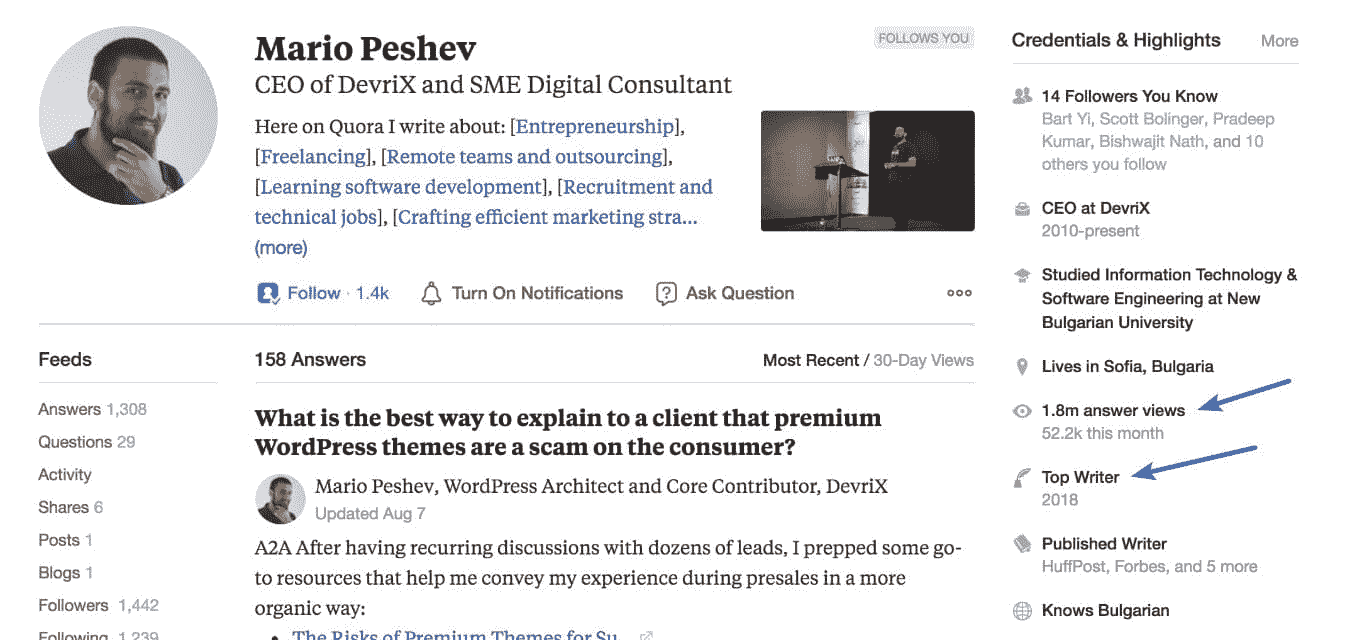 Mario Peshev
FOLLOWS YOU
CEO of DevriX and SME Digital Consultant
Here on Quora I write about: [Entrepreneurship],
[Freelancing], [Remote teams and outsourcing],
[Learning software development], [Recruitment and
technical jobs], [Crafting efficient marketing stra...
(more)
Follow · 1.4k
Turn On Notifications
Ask Question
Feeds
Answers 1,308
Questions 29
Activity
Shares 6
Posts 1
Blogs 1
Followers 1,442
Following 1,239
158 Answers
Most Recent / 30-Day Views
What is the best way to explain to a client that premium
WordPress themes are a scam on the consumer?
Mario Peshev, WordPress Architect and Core Contributor, DevriX
Updated Aug 7
A2A After having recurring discussions with dozens of leads, I prepped some go-
to resources that help me convey my experience during presales in a more
organic way:
• The Risks of Premium Themes for Su...
Credentials & Highlights
More
14 Followers You Know
Bart Yi, Scott Bolinger, Pradeep
Kumar, Bishwajit Nath, and 10
others you follow
CEO at DevriX
2010-present
Studied Information Technology &
Software Engineering at New
Bulgarian University
Lives in Sofia, Bulgaria
1.8m answer views
52.2k this month
Top Writer
2018
Published Writer
HuffPost, Forbes, and 5 more
Knows Bulgarian